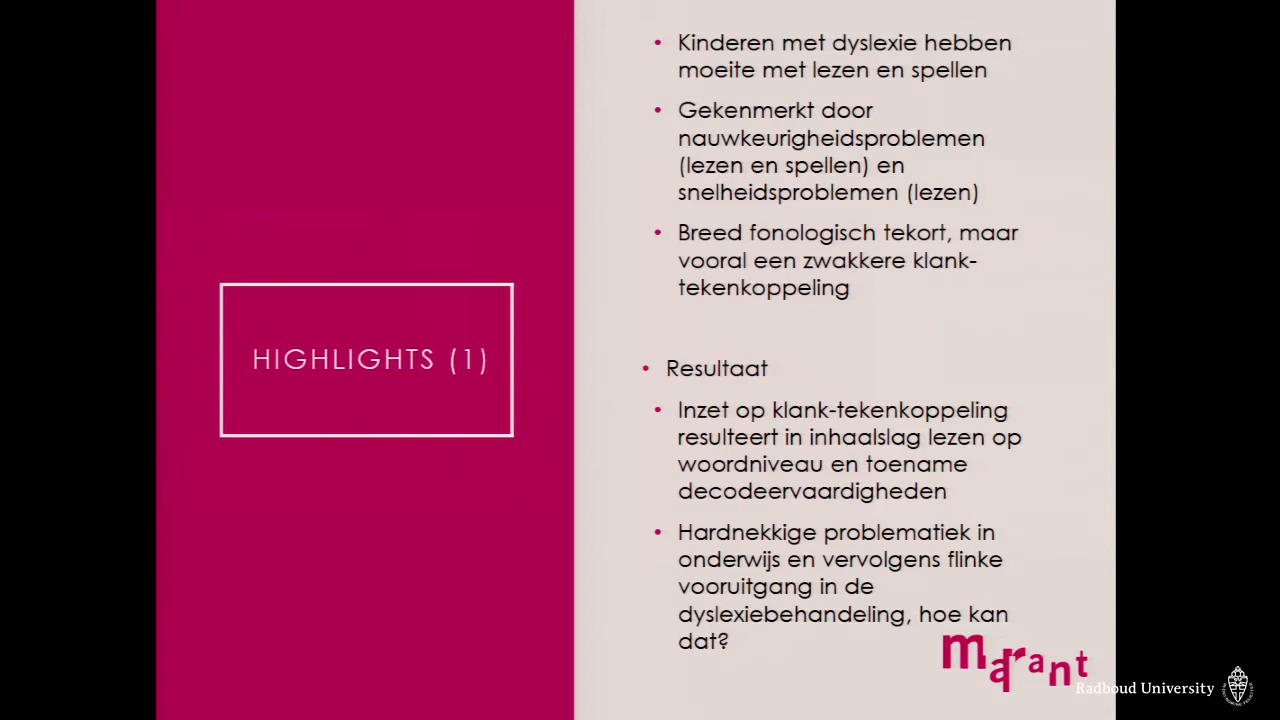 HIGHLIGHTS (1)
• Kinderen met dyslexie hebben
moeite met lezen en spellen
• Gekenmerkt door
nauwkeurigheidsproblemen
(lezen en spellen) en
snelheidsproblemen (lezen)
• Breed fonologisch tekort, maar
vooral een zwakkere klank-
tekenkoppeling
• Resultaat
• Inzet op klank-tekenkoppeling
resulteert in inhaalslag lezen op
woordniveau en toename
decodeervaardigheden
• Hardnekkige problematiek in
onderwijs en vervolgens flinke
vooruitgang in de
dyslexiebehandeling, hoe kan
dat?
marant
Radboud University